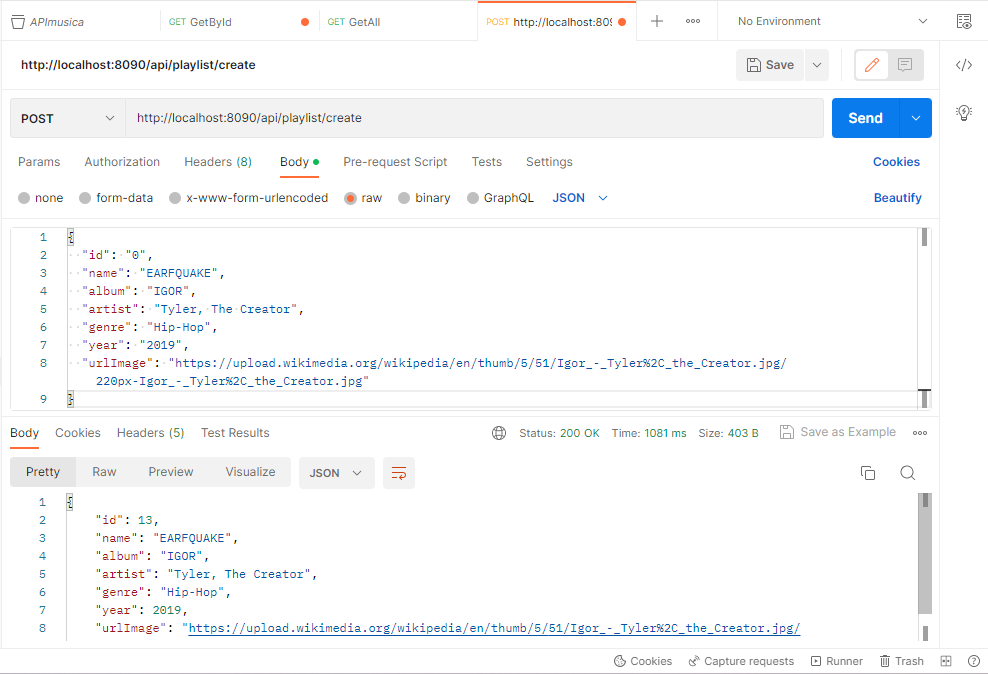 APImusica GET GetById GET GetAll POST http://localhost:809 No Environment
http://localhost:8090/api/playlist/create Save
POST http://localhost:8090/api/playlist/create Send
Params Authorization Headers (8) Body Pre-request Script Tests Settings Cookies
none form-data x-www-form-urlencoded raw binary GraphQL JSON Beautify
1 {
2 "id": "0",
3 "name": "EARFQUAKE",
4 "album": "IGOR",
5 "artist": "Tyler, The Creator",
6 "genre": "Hip-Hop",
7 "year": "2019",
8 "urlImage": "https://upload.wikimedia.org/wikipedia/en/thumb/5/51/Igor_-_Tyler%2C_the_Creator.jpg/
220px-Igor_-_Tyler%2C_the_Creator.jpg"
9 }
Body Cookies Headers (5) Test Results Status: 200 OK Time: 1081 ms Size: 403 B Save as Example
Pretty Raw Preview Visualize JSON
1 {
2 "id": 13,
3 "name": "EARFQUAKE",
4 "album": "IGOR",
5 "artist": "Tyler, The Creator",
6 "genre": "Hip-Hop",
7 "year": 2019,
8 "urlImage": "https://upload.wikimedia.org/wikipedia/en/thumb/5/51/Igor_-_Tyler%2C_the_Creator.jpg/
Cookies Capture requests Runner Trash